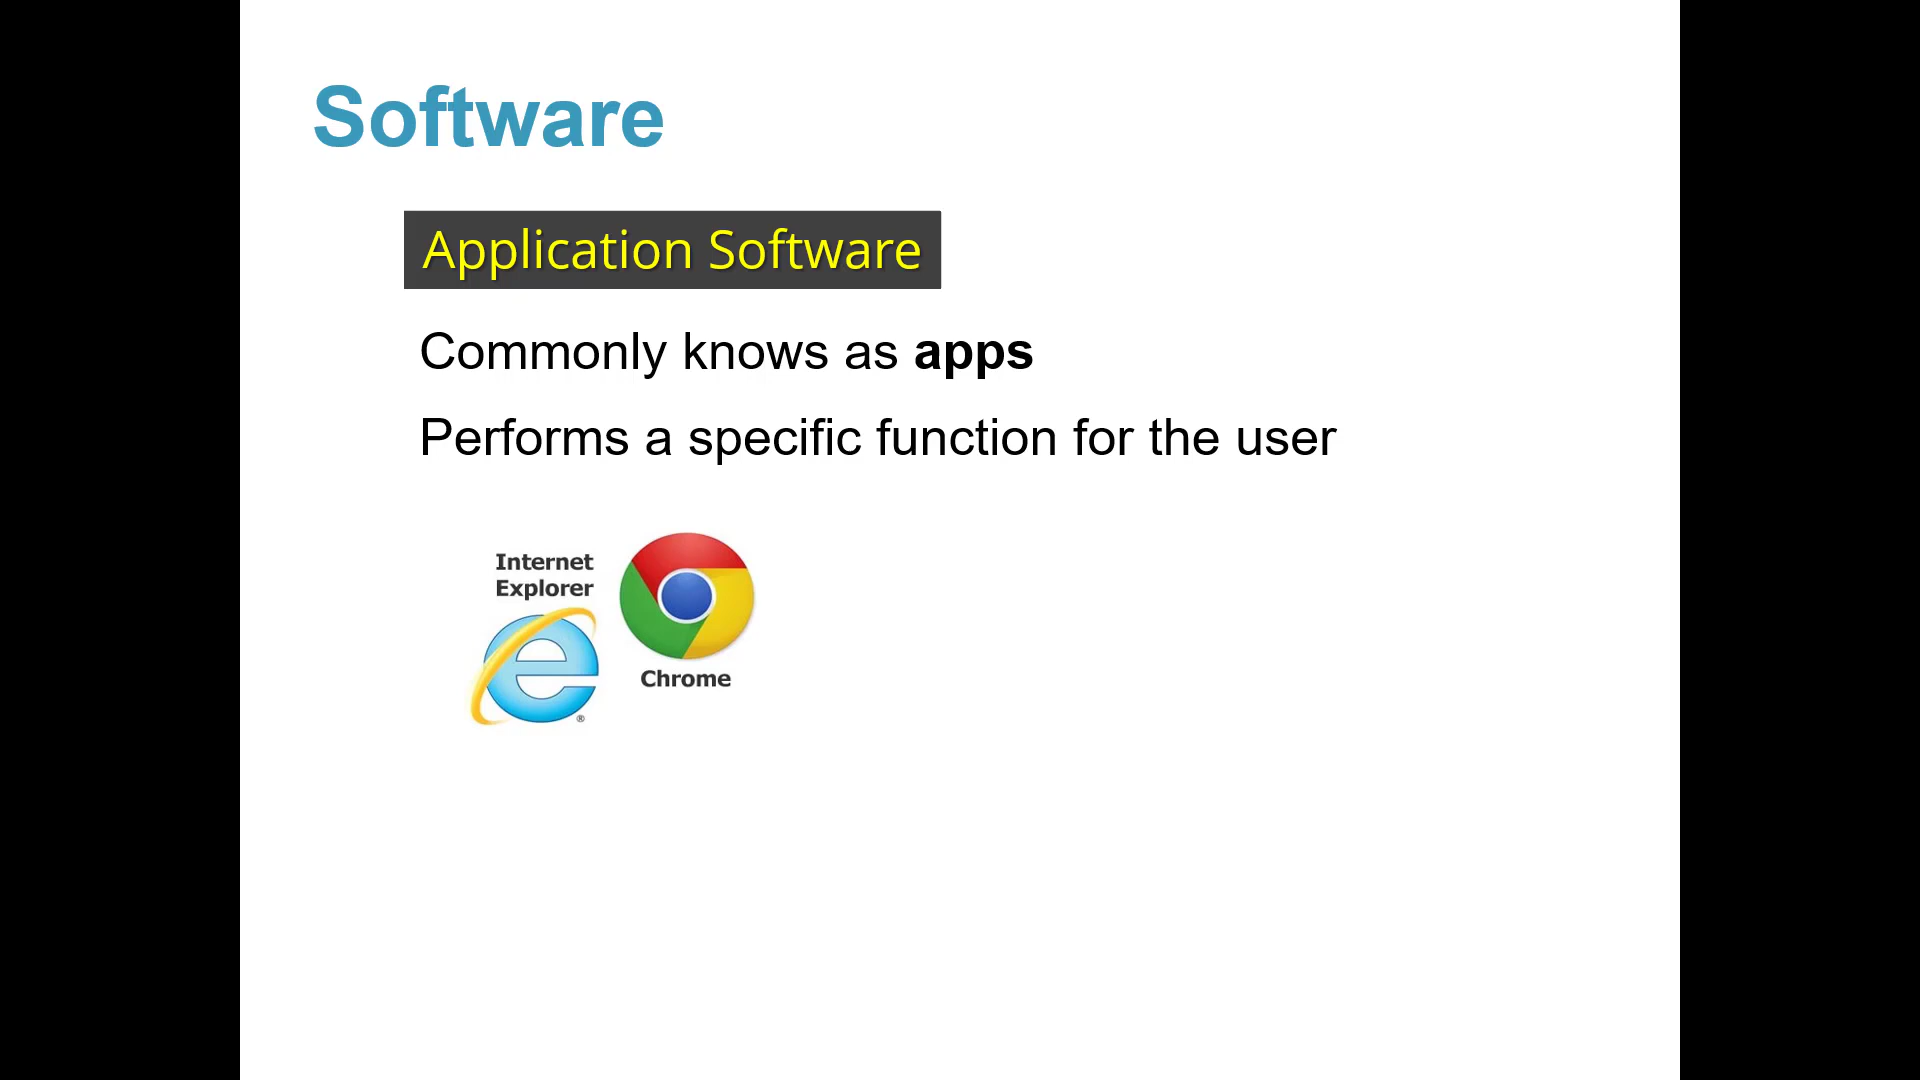 Software
Application Software
Commonly knows as apps
Performs a specific function for the user
Internet
Explorer
®
Chrome